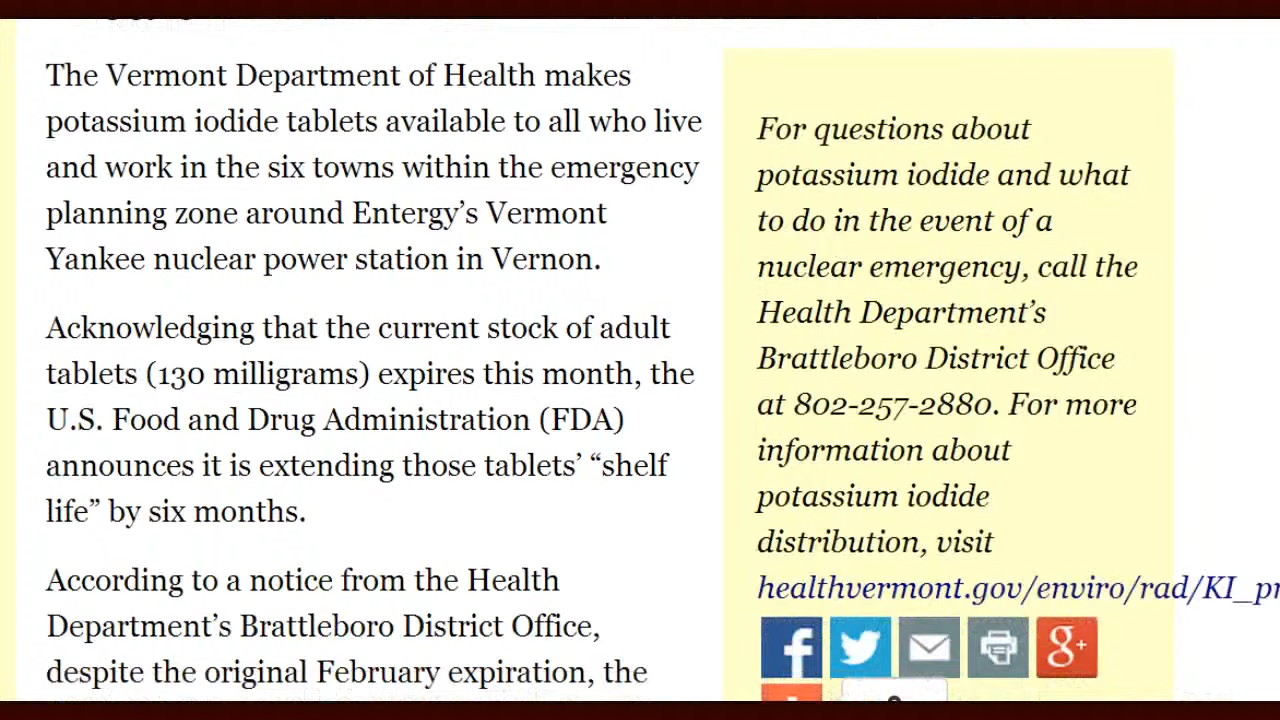 The Vermont Department of Health makes
potassium iodide tablets available to all who live
and work in the six towns within the emergency
planning zone around Entergy’s Vermont
Yankee nuclear power station in Vernon.
Acknowledging that the current stock of adult
tablets (130 milligrams) expires this month, the
U.S. Food and Drug Administration (FDA)
announces it is extending those tablets’ “shelf
life” by six months.
According to a notice from the Health
Department’s Brattleboro District Office,
despite the original February expiration, the
For questions about
potassium iodide and what
to do in the event of a
nuclear emergency, call the
Health Department’s
Brattleboro District Office
at 802-257-2880. For more
information about
potassium iodide
distribution, visit
healthvermont.gov/enviro/rad/KI_pr